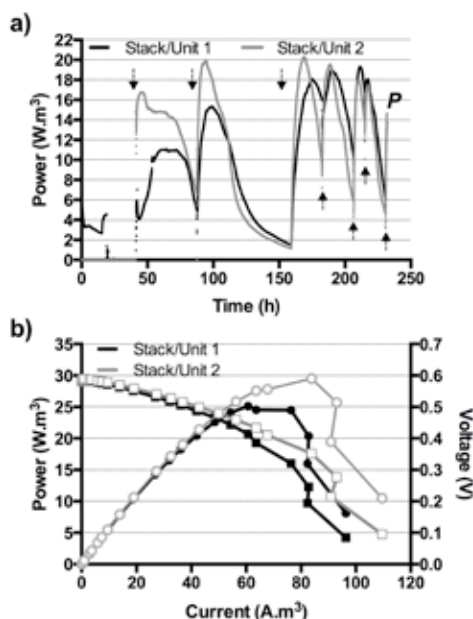 a)
Stack/Unit 1 Stack/Unit 2
Power (W.m³)
22
20
18
16
14
12
10
8
6
4
2
0
P
0 50 100 150 200 250
Time (h)
b)
Stack/Unit 1
Stack/Unit 2
Power (W.m³)
35
30
25
20
15
10
5
0
0.7
0.6
0.5
0.4
0.3
0.2
0.1
0.0
Voltage (V)
0 20 40 60 80 100 120
Current (A.m³)